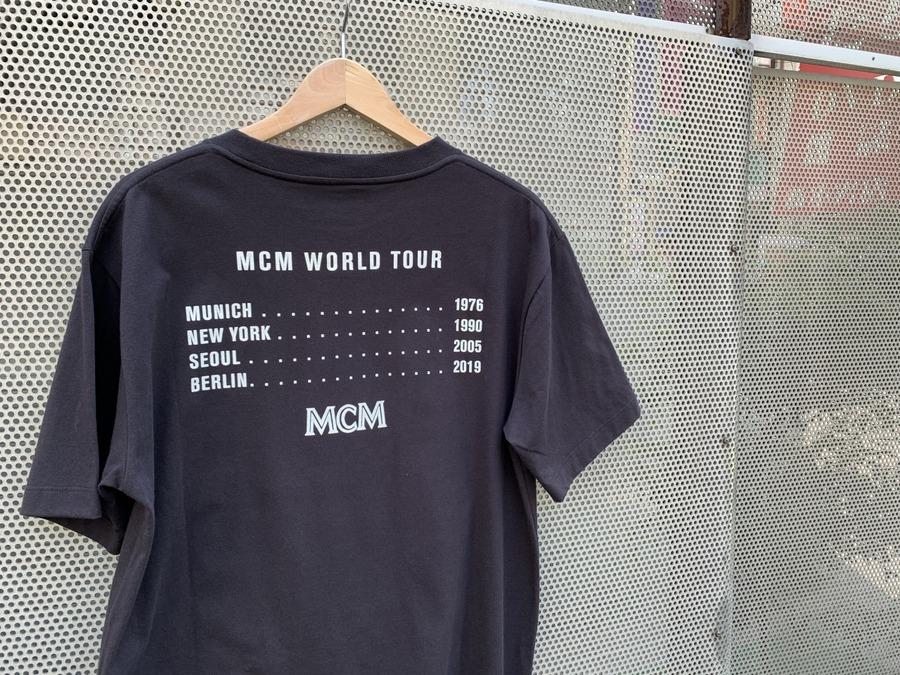 MCM WORLD TOUR
MUNICH . . . . . . . . . . . . . . 1976
NEW YORK . . . . . . . . . . . . . 1990
SEOUL . . . . . . . . . . . . . . . 2005
BERLIN. . . . . . . . . . . . . . . 2019
MCM